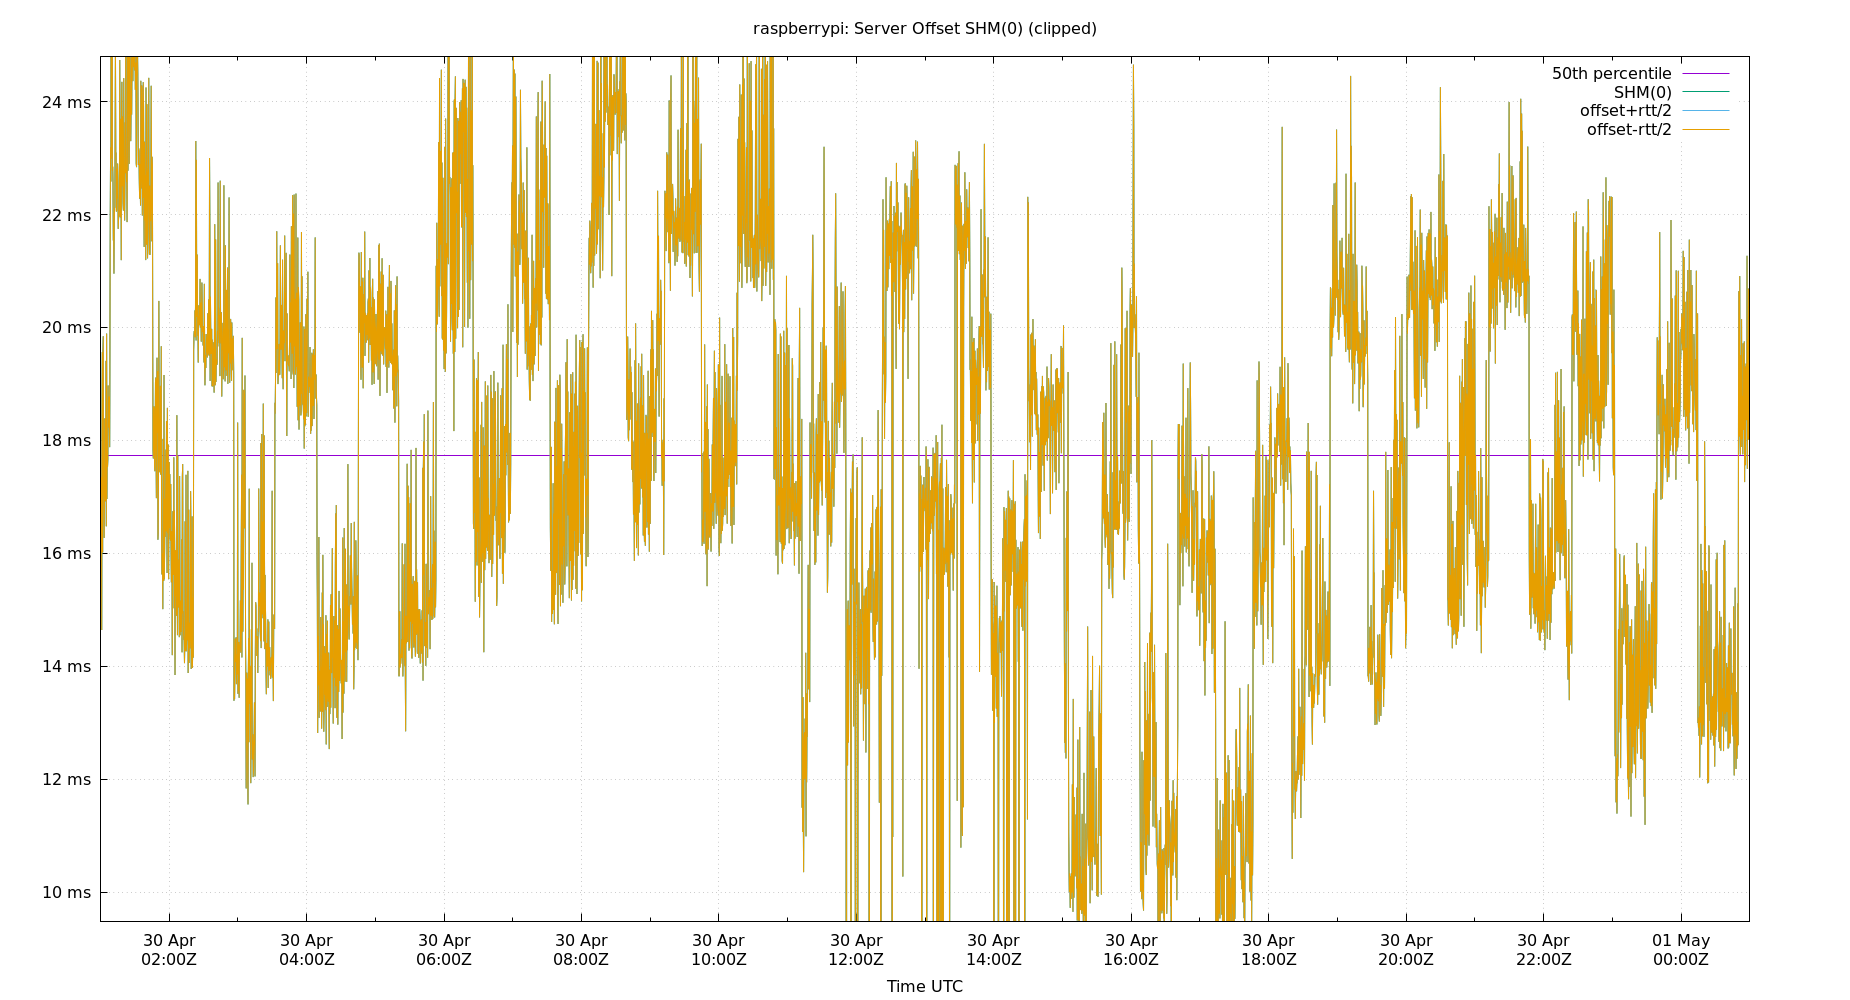 raspberrypi: Server Offset SHM(0) (clipped)
50th percentile
SHM(0)
offset+rtt/2
offset-rtt/2
24 ms
22 ms
20 ms
18 ms
16 ms
14 ms
12 ms
10 ms
30 Apr 30 Apr 30 Apr 30 Apr 30 Apr 30 Apr 30 Apr 30 Apr 30 Apr 30 Apr 30 Apr 01 May
02:00Z 04:00Z 06:00Z 08:00Z 10:00Z 12:00Z 14:00Z 16:00Z 18:00Z 20:00Z 22:00Z 00:00Z
Time UTC